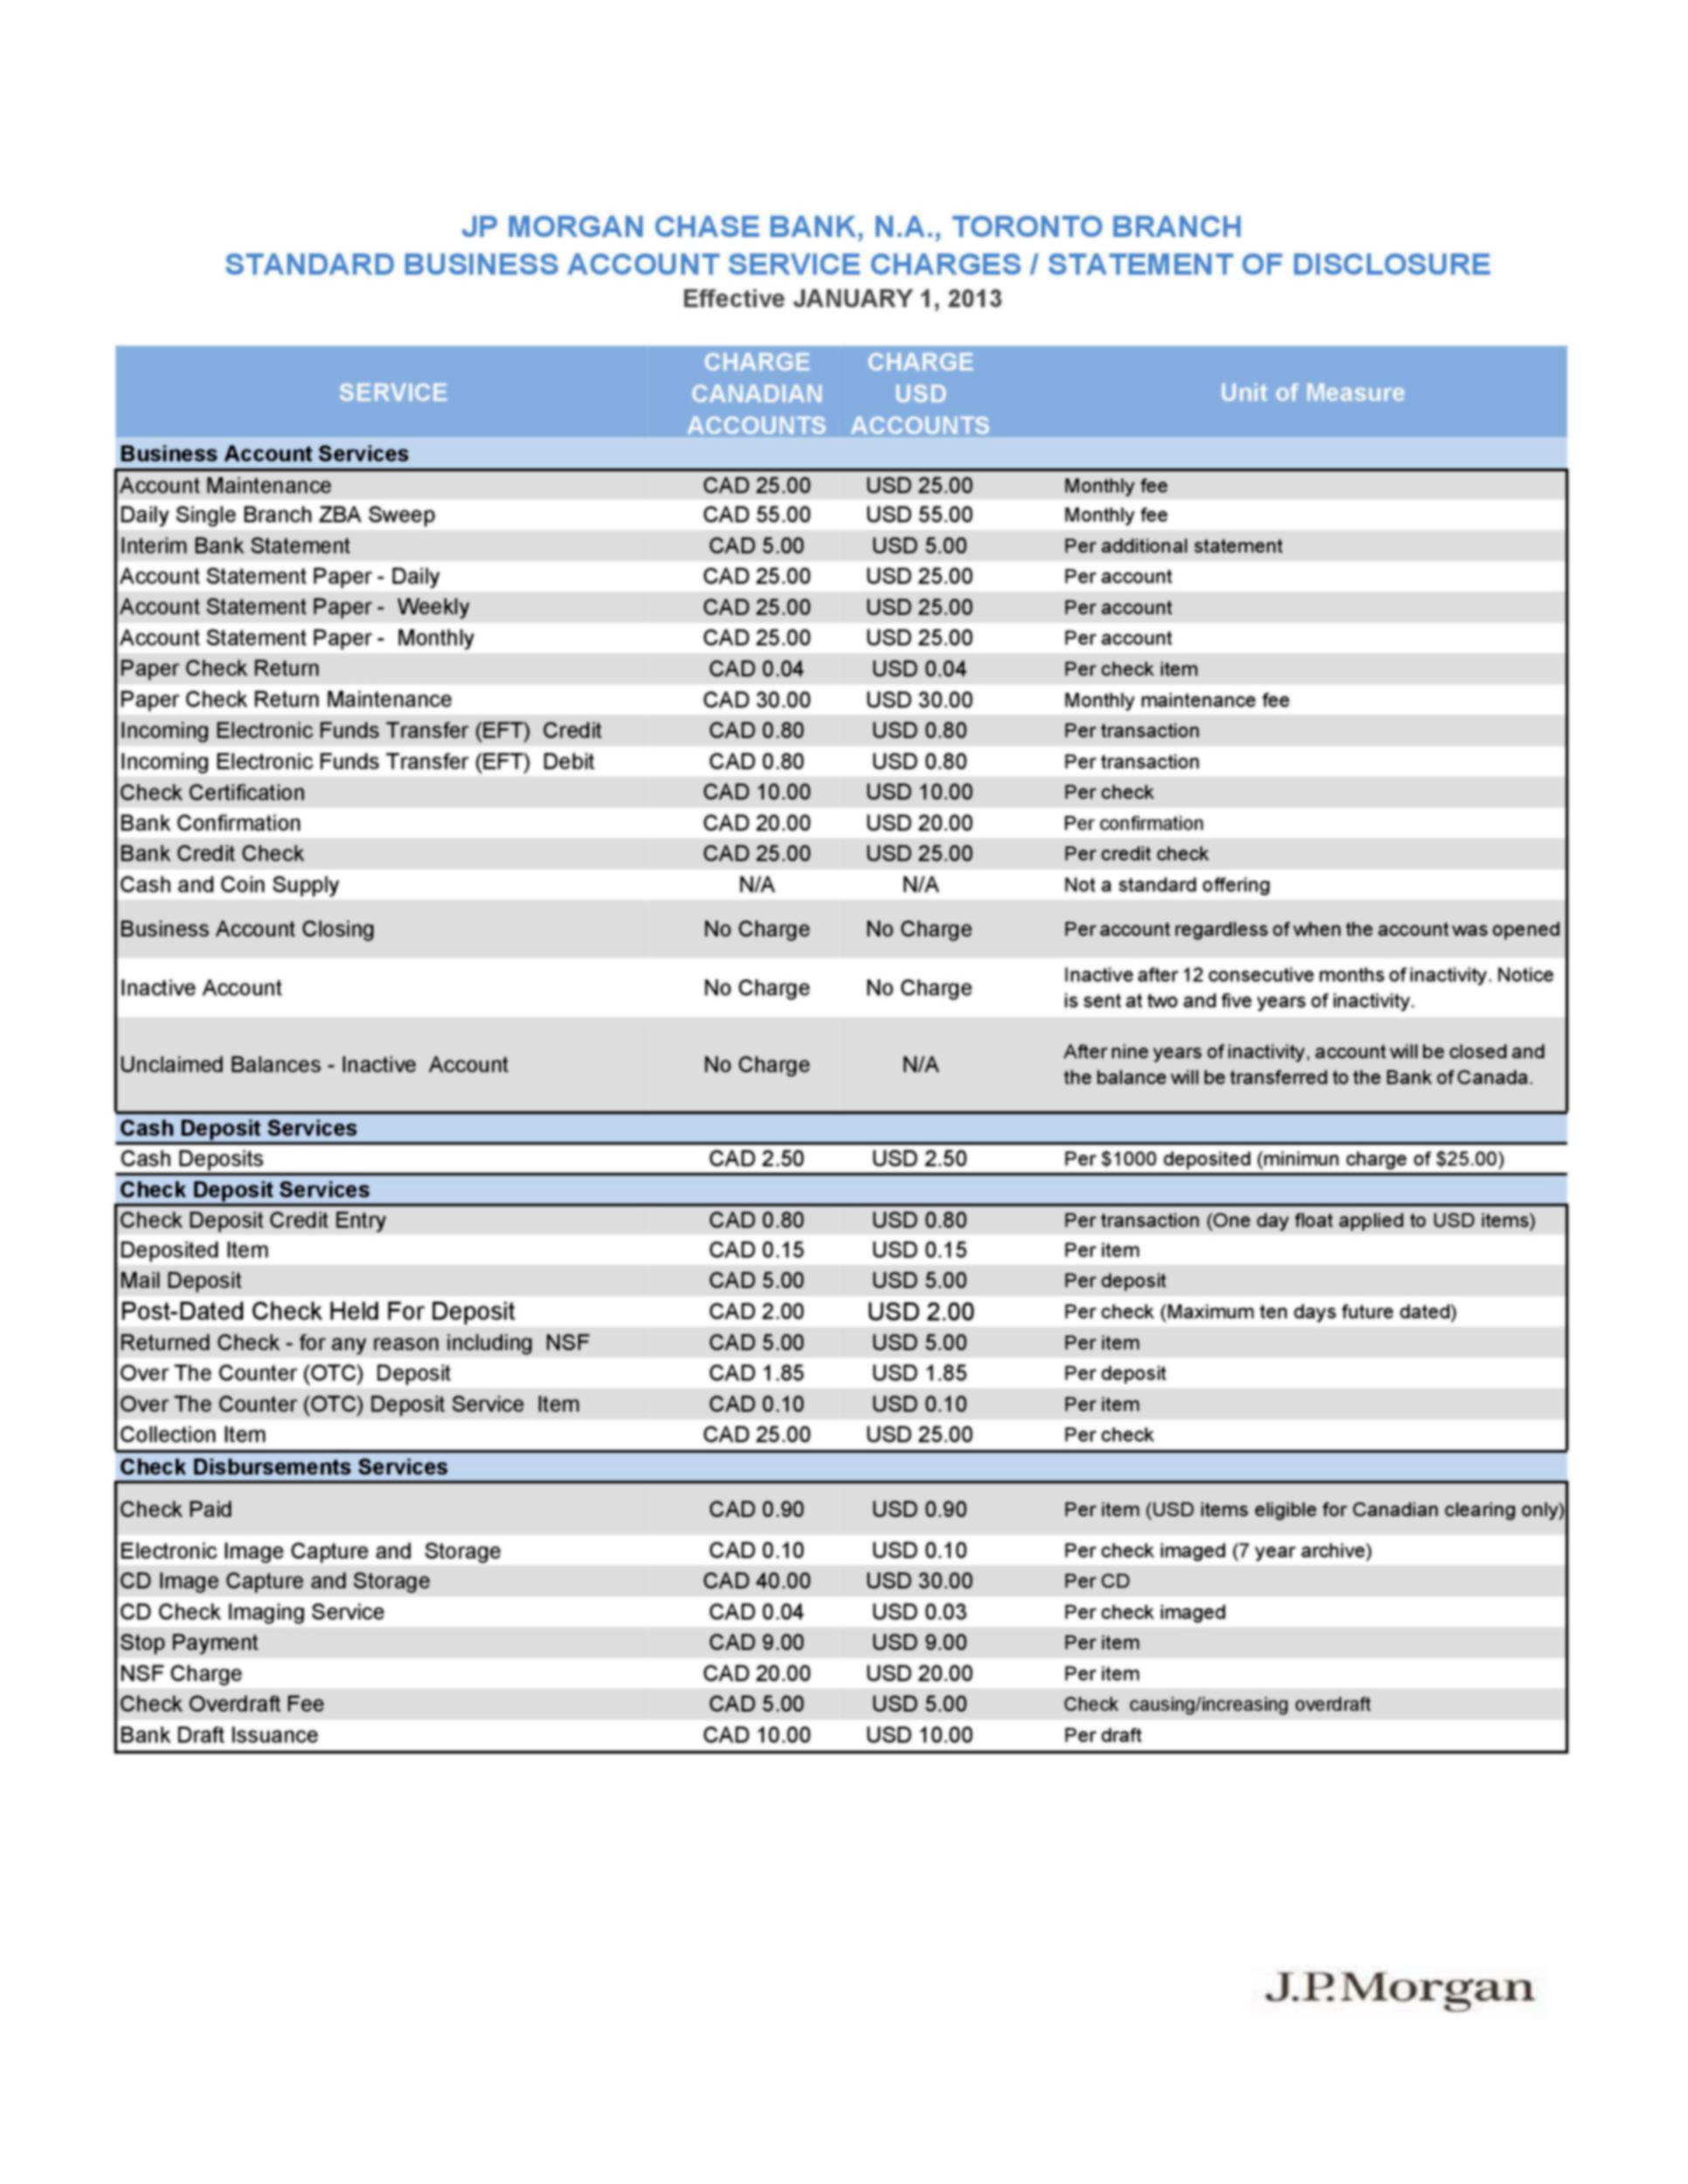 JP MORGAN CHASE BANK, N.A., TORONTO BRANCH
STANDARD BUSINESS ACCOUNT SERVICE CHARGES / STATEMENT OF DISCLOSURE
Effective JANUARY 1, 2013
SERVICE CHARGE CANADIAN ACCOUNTS CHARGE USD ACCOUNTS Unit of Measure
Business Account Services
Account Maintenance CAD 25.00 USD 25.00 Monthly fee
Daily Single Branch ZBA Sweep CAD 55.00 USD 55.00 Monthly fee
Interim Bank Statement CAD 5.00 USD 5.00 Per additional statement
Account Statement Paper - Daily CAD 25.00 USD 25.00 Per account
Account Statement Paper - Weekly CAD 25.00 USD 25.00 Per account
Account Statement Paper - Monthly CAD 25.00 USD 25.00 Per account
Paper Check Return CAD 0.04 USD 0.04 Per check item
Paper Check Return Maintenance CAD 30.00 USD 30.00 Monthly maintenance fee
Incoming Electronic Funds Transfer (EFT) Credit CAD 0.80 USD 0.80 Per transaction
Incoming Electronic Funds Transfer (EFT) Debit CAD 0.80 USD 0.80 Per transaction
Check Certification CAD 10.00 USD 10.00 Per check
Bank Confirmation CAD 20.00 USD 20.00 Per confirmation
Bank Credit Check CAD 25.00 USD 25.00 Per credit check
Cash and Coin Supply N/A N/A Not a standard offering
Business Account Closing No Charge No Charge Per account regardless of when the account was opened
Inactive Account No Charge No Charge Inactive after 12 consecutive months of inactivity. Notice
is sent at two and five years of inactivity.
Unclaimed Balances - Inactive Account No Charge N/A After nine years of inactivity, account will be closed and
the balance will be transferred to the Bank of Canada.
Cash Deposit Services
Cash Deposits CAD 2.50 USD 2.50 Per $1000 deposited (minimun charge of $25.00)
Check Deposit Services
Check Deposit Credit Entry CAD 0.80 USD 0.80 Per transaction (One day float applied to USD items)
Deposited Item CAD 0.15 USD 0.15 Per item
Mail Deposit CAD 5.00 USD 5.00 Per deposit
Post-Dated Check Held For Deposit CAD 2.00 USD 2.00 Per check (Maximum ten days future dated)
Returned Check - for any reason including NSF CAD 5.00 USD 5.00 Per item
Over The Counter (OTC) Deposit CAD 1.85 USD 1.85 Per deposit
Over The Counter (OTC) Deposit Service Item CAD 0.10 USD 0.10 Per item
Collection Item CAD 25.00 USD 25.00 Per check
Check Disbursements Services
Check Paid CAD 0.90 USD 0.90 Per item (USD items eligible for Canadian clearing only)
Electronic Image Capture and Storage CAD 0.10 USD 0.10 Per check imaged (7 year archive)
CD Image Capture and Storage CAD 40.00 USD 30.00 Per CD
CD Check Imaging Service CAD 0.04 USD 0.03 Per check imaged
Stop Payment CAD 9.00 USD 9.00 Per item
NSF Charge CAD 20.00 USD 20.00 Per item
Check Overdraft Fee CAD 5.00 USD 5.00 Check causing/increasing overdraft
Bank Draft Issuance CAD 10.00 USD 10.00 Per draft
J.P.Morgan